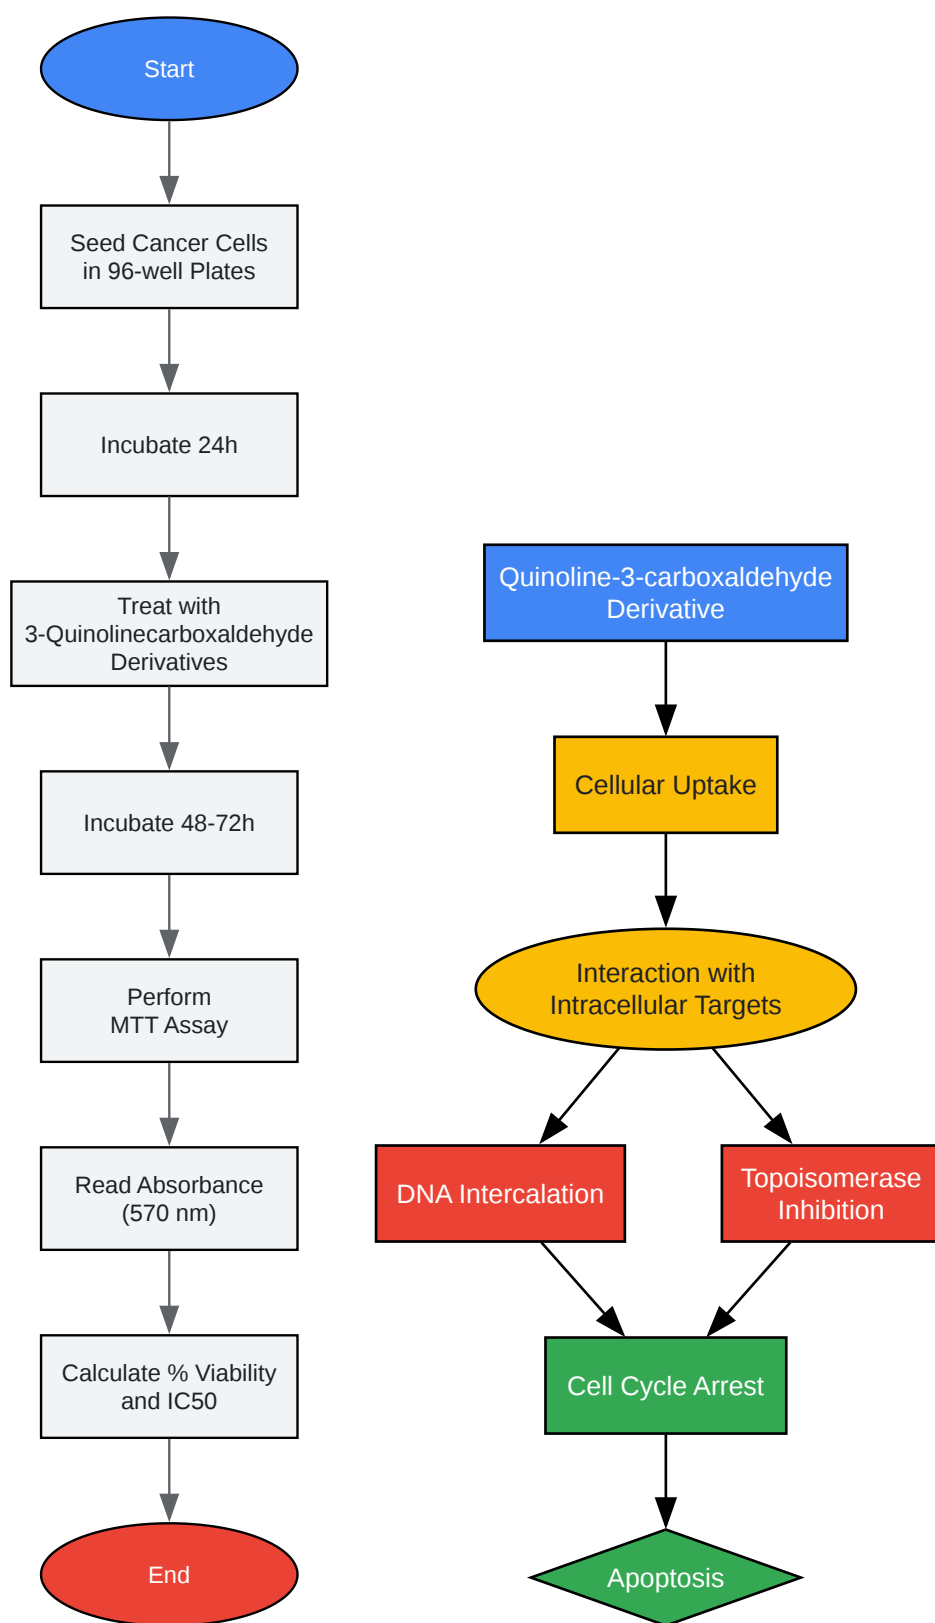 Start
Seed Cancer Cells
in 96-well Plates
Incubate 24h
Treat with
3-Quinolinecarboxaldehyde
Derivatives
Incubate 48-72h
Perform
MTT Assay
Read Absorbance
(570 nm)
Calculate % Viability
and IC50
End
Quinoline-3-carboxaldehyde
Derivative
Cellular Uptake
Interaction with
Intracellular Targets
DNA Intercalation
Topoisomerase
Inhibition
Cell Cycle Arrest
Apoptosis